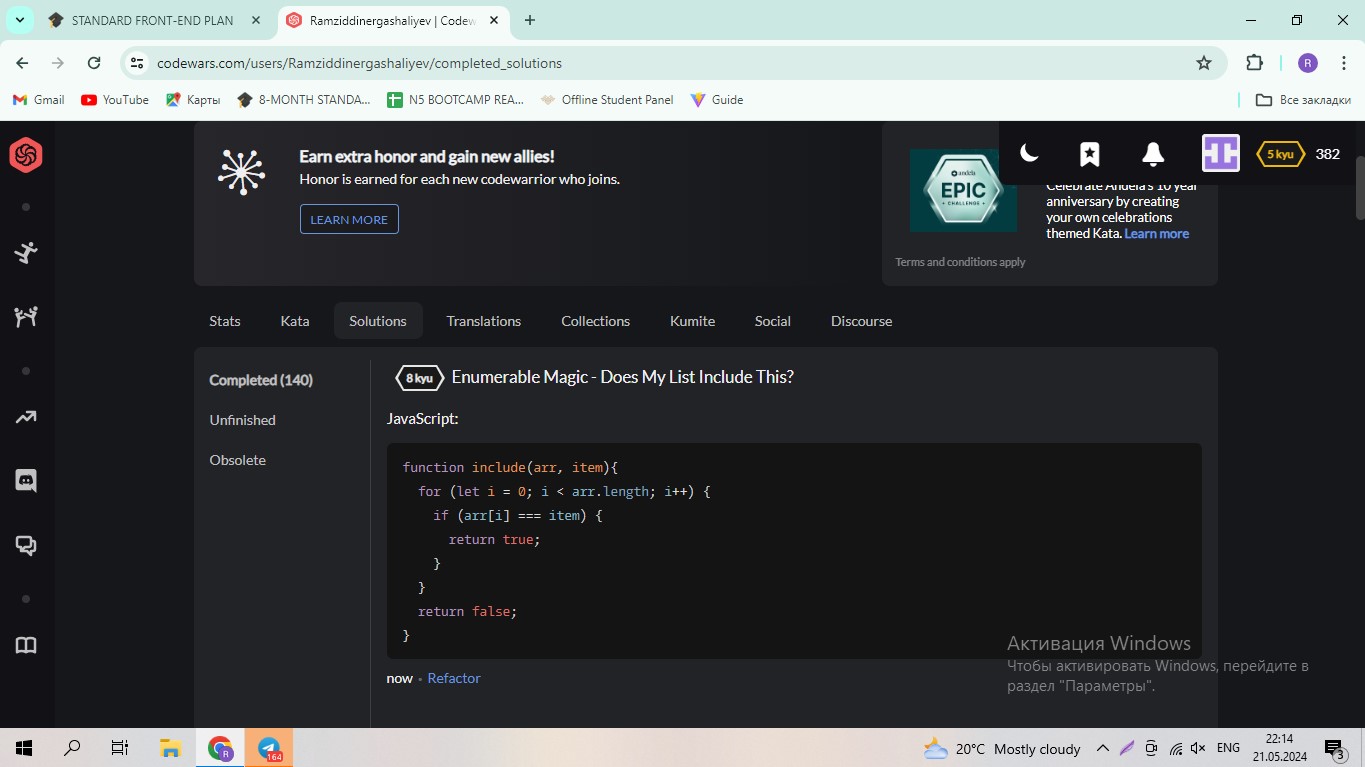 STANDARD FRONT-END PLAN
Ramziddinergashaliyev | Codew
codewars.com/users/Ramziddinergashaliyev/completed_solutions
R
Gmail
YouTube
Карты
8-MONTH STANDA...
N5 BOOTCAMP REA...
Offline Student Panel
Guide
Все закладки
Earn extra honor and gain new allies!
Honor is earned for each new codewarrior who joins.
LEARN MORE
andela
EPIC
CHALLENGE
5 kyu
382
Celebrate Andela's 10 year
anniversary by creating
your own celebrations
themed Kata. Learn more
Terms and conditions apply
Stats
Kata
Solutions
Translations
Collections
Kumite
Social
Discourse
Completed (140)
Unfinished
Obsolete
8 kyu
Enumerable Magic - Does My List Include This?
JavaScript:
function include(arr, item){
for (let i = 0; i < arr.length; i++) {
if (arr[i] === item) {
return true;
}
}
return false;
}
now • Refactor
Активация Windows
Чтобы активировать Windows, перейдите в
раздел "Параметры".
R
164
20°C Mostly cloudy
ENG
22:14
21.05.2024
3